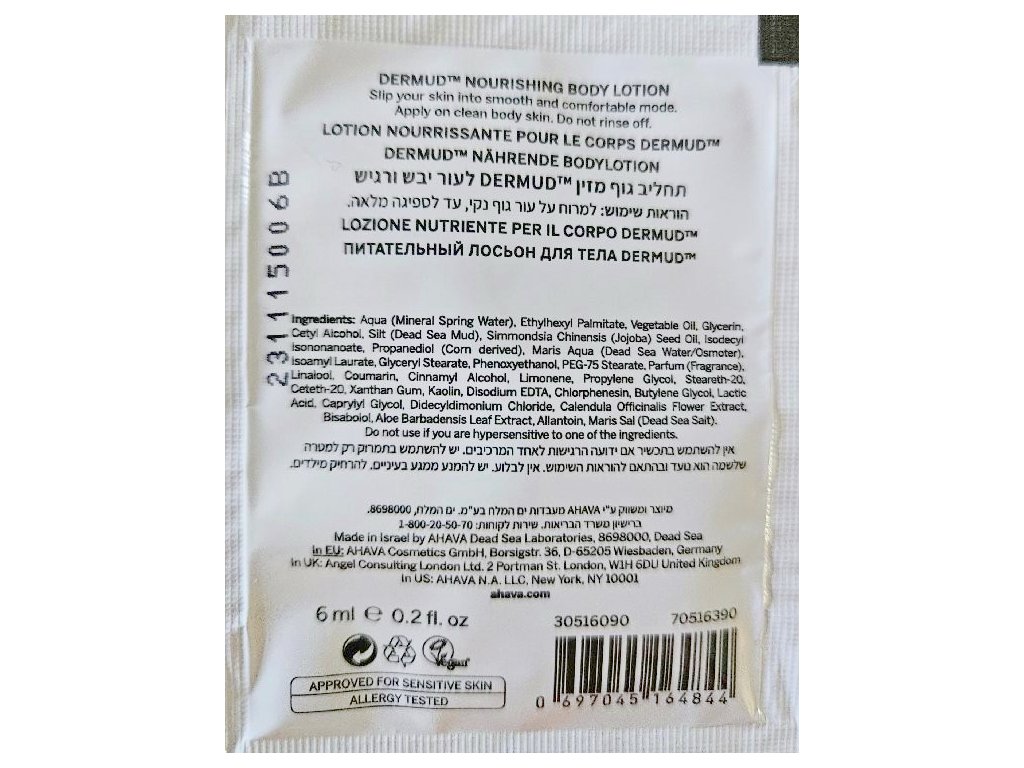 DERMUD™ NOURISHING BODY LOTION
Slip your skin into smooth and comfortable mode.
Apply on clean body skin. Do not rinse off.
LOTION NOURRISSANTE POUR LE CORPS DERMUD™
DERMUD™ NÄHRENDE BODYLOTION
תחליב גוף מזין DERMUD™ לעור יבש ורגיש
הוראות שימוש: למרוח על עור גוף נקי, עד לספיגה מלאה.
LOZIONE NUTRIENTE PER IL CORPO DERMUD™
ПИТАТЕЛЬНЫЙ ЛОСЬОН ДЛЯ ТЕЛА DERMUD™
2311115006B
Ingredients: Aqua (Mineral Spring Water), Ethylhexyl Palmitate, Vegetable Oil, Glycerin,
Cetyl Alcohol, Silt (Dead Sea Mud), Simmondsia Chinensis (Jojoba) Seed Oil, Isodecyl
Isononanoate, Propanediol (Corn derived), Maris Aqua (Dead Sea Water/Osmoter),
Isoamyl Laurate, Glyceryl Stearate, Phenoxyethanol, PEG-75 Stearate, Parfum (Fragrance),
Linalool, Coumarin, Cinnamyl Alcohol, Limonene, Propylene Glycol, Steareth-20,
Ceteth-20, Xanthan Gum, Kaolin, Disodium EDTA, Chlorphenesin, Butylene Glycol, Lactic
Acid, Caprylyl Glycol, Didecyldimonium Chloride, Calendula Officinalis Flower Extract,
Bisabolol, Aloe Barbadensis Leaf Extract, Allantoin, Maris Sal (Dead Sea Salt).
Do not use if you are hypersensitive to one of the ingredients.
אין להשתמש בתכשיר אם ידועה הרגישות לאחד המרכיבים. יש להשתמש בתמרוק רק למטרה
שלשמה הוא נועד ובהתאם להוראות השימוש. אין לבלוע. יש להמנע ממגע בעיניים. להרחיק מילדים.
מיוצר ומשווק ע"י AHAVA מעבדות ים המלח בע"מ. ים המלח, 8698000.
ברישיון משרד הבריאות. שירות לקוחות: 1-800-20-50-70
Made in Israel by AHAVA Dead Sea Laboratories, 8698000, Dead Sea
In EU: AHAVA Cosmetics GmbH, Borsigstr. 36, D-65205 Wiesbaden, Germany
In UK: Angel Consulting London Ltd. 2 Portman St. London, W1H 6DU United Kingdom
In US: AHAVA N.A. LLC, New York, NY 10001
ahava.com
6 ml e 0.2 fl. oz
30516090 70516390
Vegan
APPROVED FOR SENSITIVE SKIN
ALLERGY TESTED
0 697045 164844